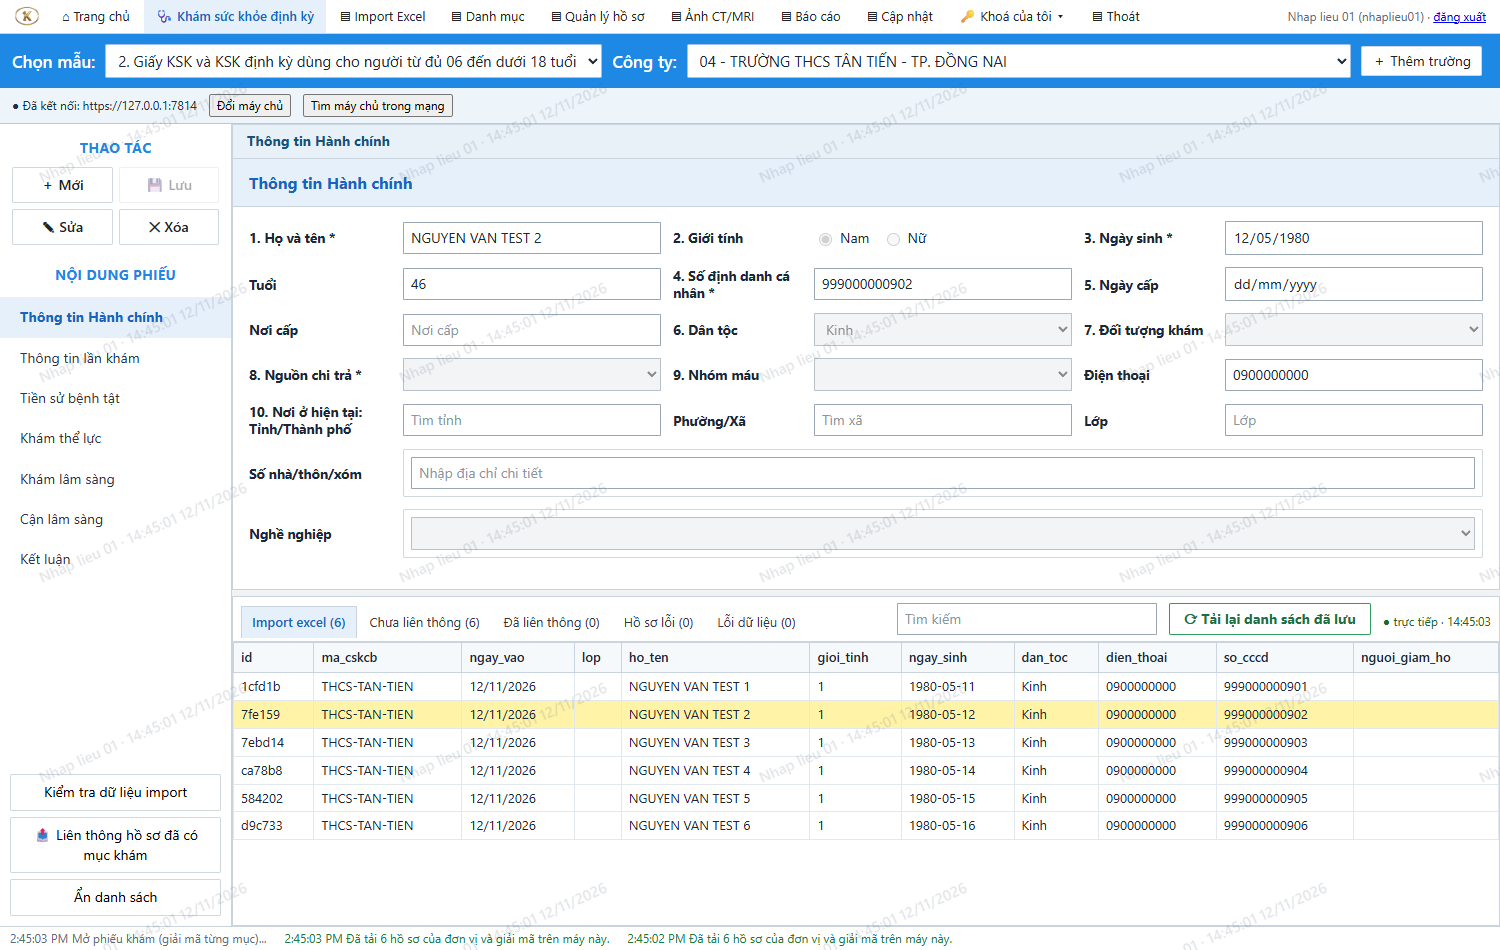 Trang chủ Khám sức khỏe định kỳ Import Excel Danh mục Quản lý hồ sơ Ảnh CT/MRI Báo cáo Cập nhật Khoá của tôi Thoát Nhap lieu 01 (nhaplieu01) · đăng xuất
Chọn mẫu: 2. Giấy KSK và KSK định kỳ dùng cho người từ đủ 06 đến dưới 18 tuổi Công ty: 04 - TRƯỜNG THCS TÂN TIẾN - TP. ĐỒNG NAI + Thêm trường
● Đã kết nối: https://127.0.0.1:7814 Đổi máy chủ Tìm máy chủ trong mạng
THAO TÁC
+ Mới Lưu
Sửa Xóa
NỘI DUNG PHIẾU
Thông tin Hành chính
Thông tin lần khám
Tiền sử bệnh tật
Khám thể lực
Khám lâm sàng
Cận lâm sàng
Kết luận
Kiểm tra dữ liệu import
Liên thông hồ sơ đã có
mục khám
Ẩn danh sách
Thông tin Hành chính
Thông tin Hành chính
1. Họ và tên * NGUYEN VAN TEST 2 2. Giới tính Nam Nữ 3. Ngày sinh * 12/05/1980
Tuổi 46 4. Số định danh cá nhân * 999000000902 5. Ngày cấp dd/mm/yyyy
Nơi cấp Nơi cấp 6. Dân tộc Kinh 7. Đối tượng khám
8. Nguồn chi trả * 9. Nhóm máu Điện thoại 0900000000
10. Nơi ở hiện tại: Tỉnh/Thành phố Tìm tỉnh Phường/Xã Tìm xã Lớp Lớp
Số nhà/thôn/xóm Nhập địa chỉ chi tiết
Nghề nghiệp
Import excel (6) Chưa liên thông (6) Đã liên thông (0) Hồ sơ lỗi (0) Lỗi dữ liệu (0) Tìm kiếm Tải lại danh sách đã lưu ● trực tiếp · 14:45:03
id ma_cskcb ngay_vao lop ho_ten gioi_tinh ngay_sinh dan_toc dien_thoai so_cccd nguoi_giam_ho
1cfd1b THCS-TAN-TIEN 12/11/2026 NGUYEN VAN TEST 1 1 1980-05-11 Kinh 0900000000 999000000901
7fe159 THCS-TAN-TIEN 12/11/2026 NGUYEN VAN TEST 2 1 1980-05-12 Kinh 0900000000 999000000902
7ebd14 THCS-TAN-TIEN 12/11/2026 NGUYEN VAN TEST 3 1 1980-05-13 Kinh 0900000000 999000000903
ca78b8 THCS-TAN-TIEN 12/11/2026 NGUYEN VAN TEST 4 1 1980-05-14 Kinh 0900000000 999000000904
584202 THCS-TAN-TIEN 12/11/2026 NGUYEN VAN TEST 5 1 1980-05-15 Kinh 0900000000 999000000905
d9c733 THCS-TAN-TIEN 12/11/2026 NGUYEN VAN TEST 6 1 1980-05-16 Kinh 0900000000 999000000906
2:45:03 PM Mở phiếu khám (giải mã từng mục)... 2:45:03 PM Đã tải 6 hồ sơ của đơn vị và giải mã trên máy này. 2:45:02 PM Đã tải 6 hồ sơ của đơn vị và giải mã trên máy này.
Nhap lieu 01 · 14:45:01 12/11/2026